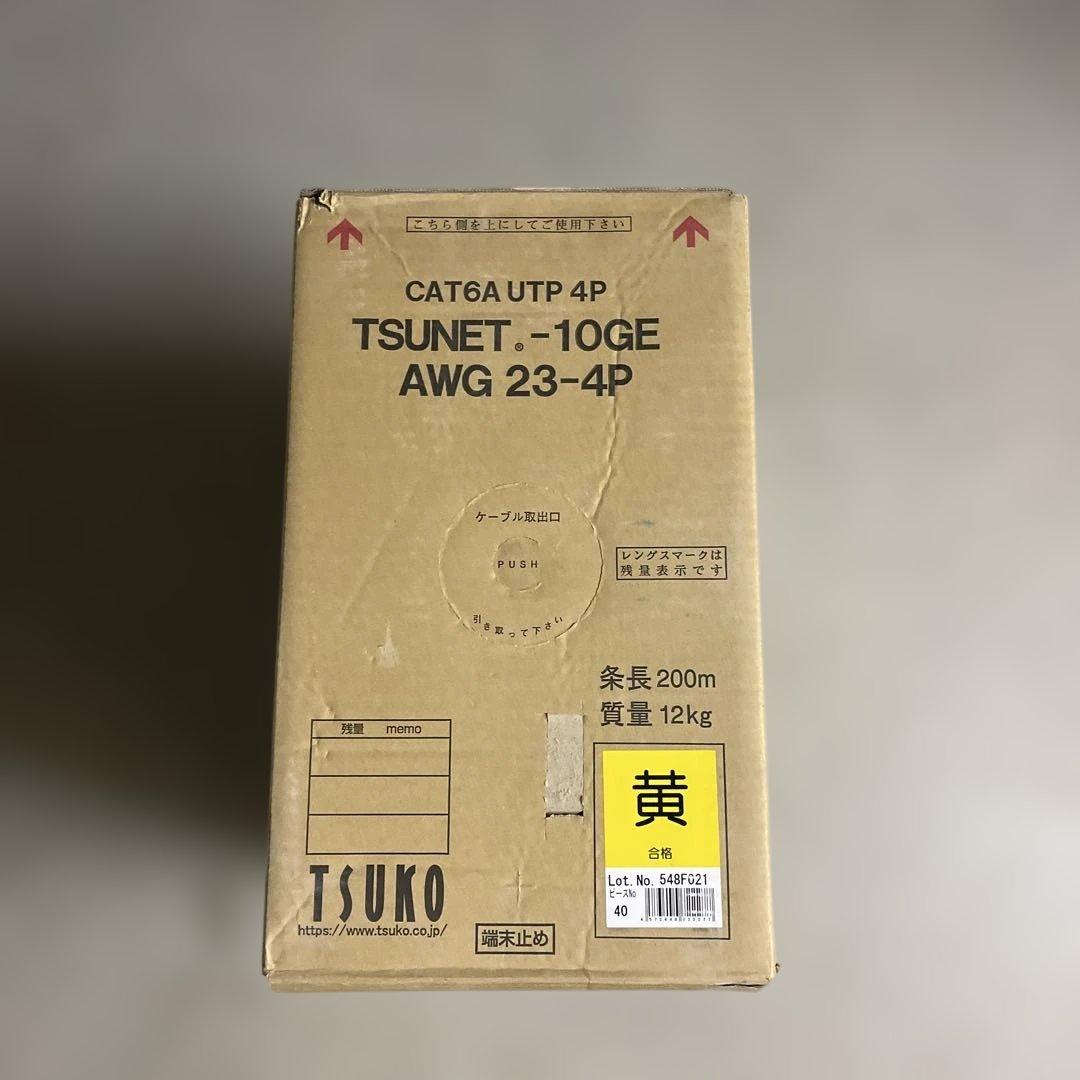 こちら側を上にしてご使用下さい
CAT6A UTP 4P
TSUNET®-10GE
AWG 23-4P
ケーブル取出口
PUSH
引き取って下さい
レングスマークは
残量表示です
条長 200m
質量 12kg
残量 memo
黄
合格
Lot.No. 548F021
ピースNo
40
TSUKO
https://www.tsuko.co.jp/
端末止め